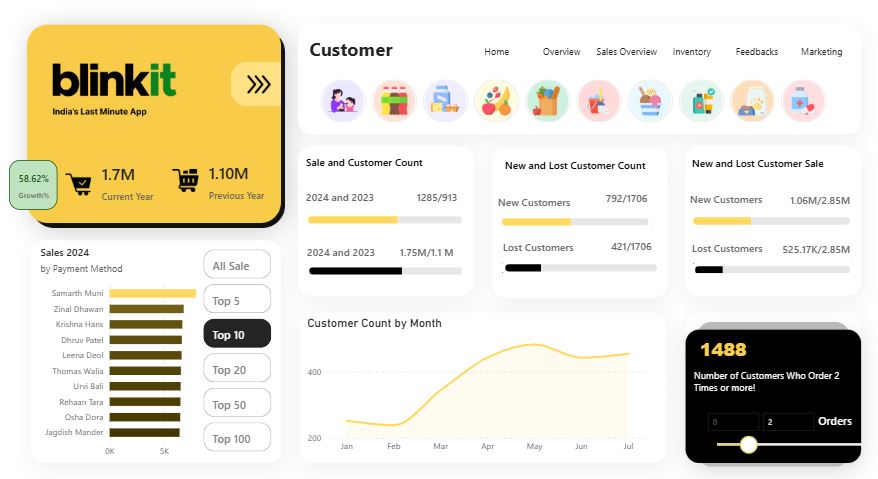 blinkit
India's Last Minute App
58.62%
Growth%
1.7M
Current Year
1.10M
Previous Year
Customer
Home
Overview
Sales Overview
Inventory
Feedbacks
Marketing
Sale and Customer Count
2024 and 2023
1285/913
2024 and 2023
1.75M/1.1 M
New and Lost Customer Count
New Customers
792/1706
Lost Customers
421/1706
New and Lost Customer Sale
New Customers
1.06M/2.85M
Lost Customers
525.17K/2.85M
Sales 2024
by Payment Method
Samarth Muni
Zinal Dhawan
Krishna Hans
Dhruv Patel
Leena Deol
Thomas Walia
Urvi Bali
Rehaan Tara
Osha Dora
Jagdish Mander
0K
5K
All Sale
Top 5
Top 10
Top 20
Top 50
Top 100
Customer Count by Month
400
200
Jan
Feb
Mar
Apr
May
Jun
Jul
1488
Number of Customers Who Order 2
Times or more!
0
2
Orders